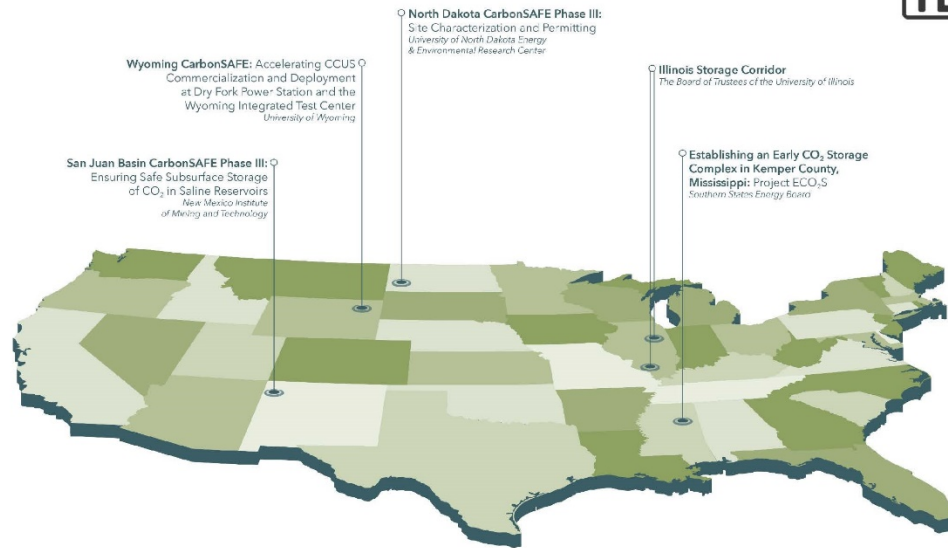 North Dakota CarbonSAFE Phase III:
Site Characterization and Permitting
University of North Dakota Energy
& Environmental Research Center
Wyoming CarbonSAFE: Accelerating CCUS
Commercialization and Deployment
at Dry Fork Power Station and the
Wyoming Integrated Test Center
University of Wyoming
Illinois Storage Corridor
The Board of Trustees of the University of Illinois
San Juan Basin CarbonSAFE Phase III:
Ensuring Safe Subsurface Storage
of CO₂ in Saline Reservoirs
New Mexico Institute
of Mining and Technology
Establishing an Early CO₂ Storage
Complex in Kemper County,
Mississippi: Project ECO₂S
Southern States Energy Board